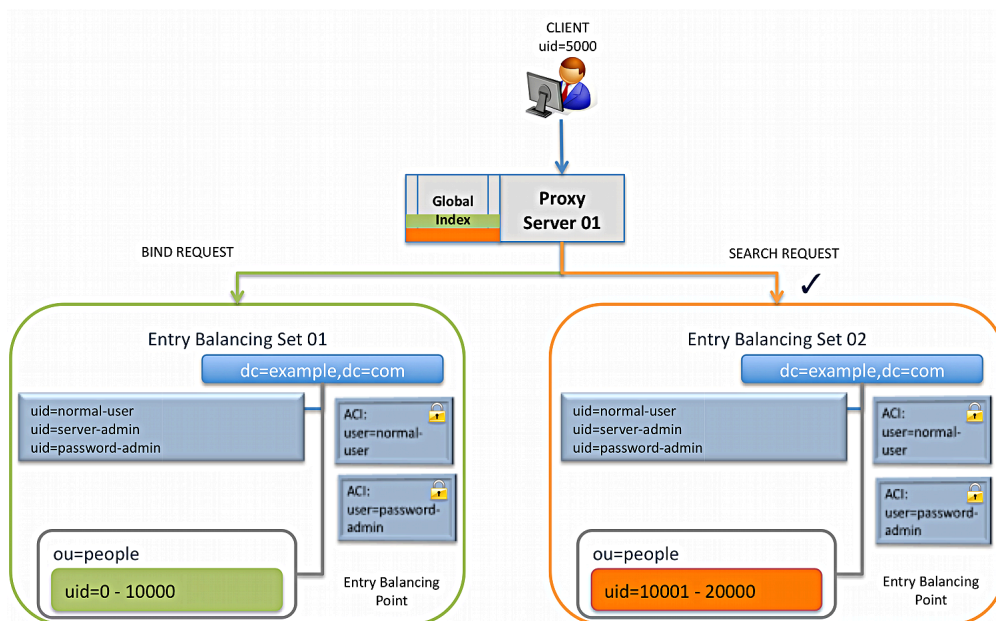 CLIENT
uid=5000
Global
Index
Proxy
Server 01
BIND REQUEST
SEARCH REQUEST
Entry Balancing Set 01
dc=example,dc=com
uid=normal-user
uid=server-admin
uid=password-admin
ACI:
user=normal-
user
ACI:
user=password-
admin
ou=people
uid=0 - 10000
Entry Balancing
Point
Entry Balancing Set 02
dc=example,dc=com
uid=normal-user
uid=server-admin
uid=password-admin
ACI:
user=normal-
user
ACI:
user=password-
admin
ou=people
uid=10001 - 20000
Entry Balancing
Point